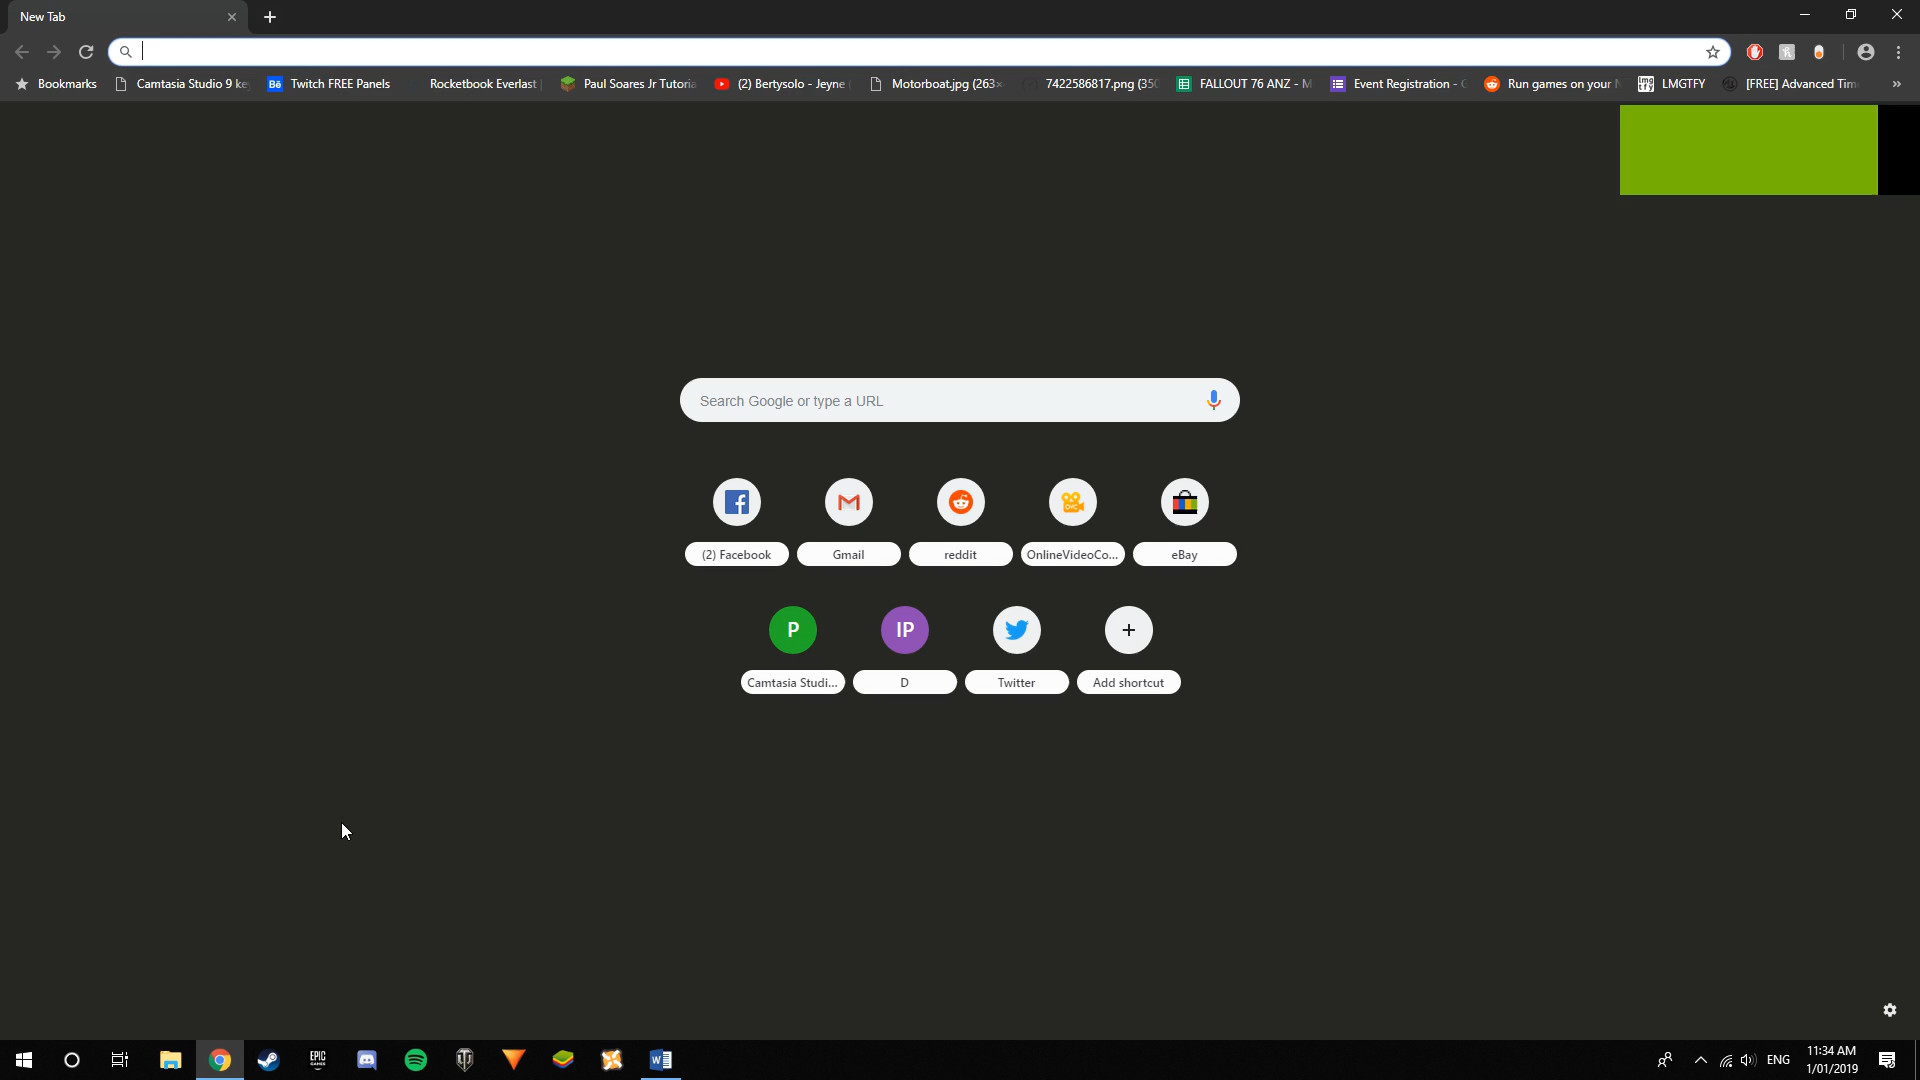 New Tab
Bookmarks Camtasia Studio 9 ke Twitch FREE Panels Rocketbook Everlast Paul Soares Jr Tutoria (2) Bertysolo - Jeyne Motorboat.jpg (263× 7422586817.png (350 FALLOUT 76 ANZ - M Event Registration - G Run games on your N LMGTFY [FREE] Advanced Tim
Search Google or type a URL
(2) Facebook Gmail reddit OnlineVideoCo... eBay
P IP
Camtasia Studi... D Twitter Add shortcut
ENG
11:34 AM
1/01/2019